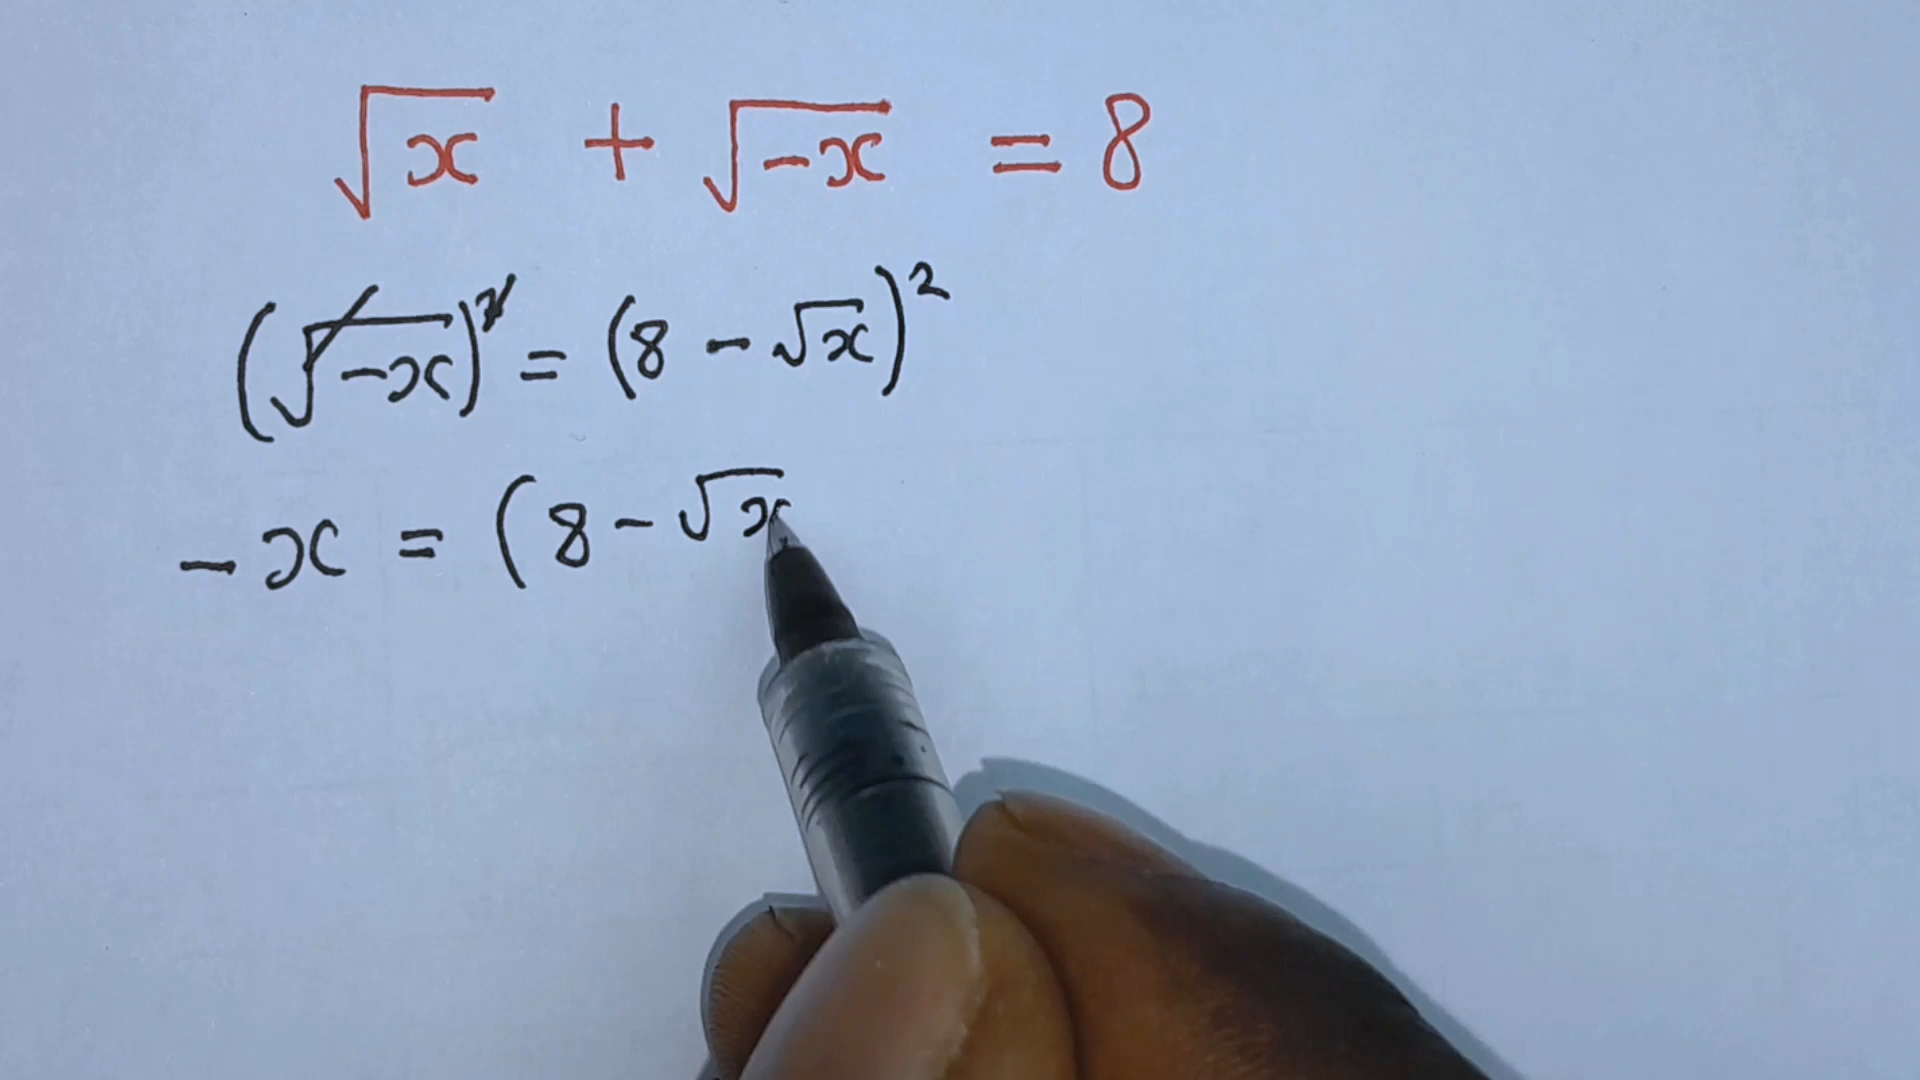 √x + √-x = 8
(√-x)² = (8 - √x)²
-x = (8 - √x